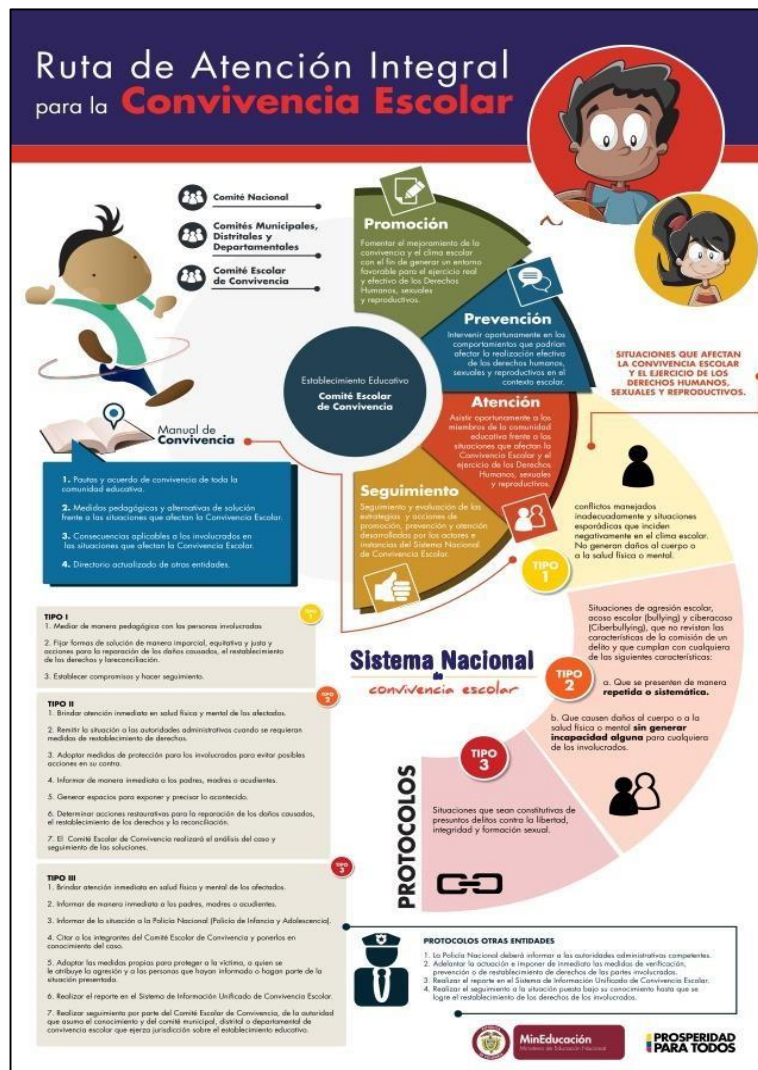 Ruta de Atención Integral
para la Convivencia Escolar
Comité Nacional
Comités Municipales,
Distritales y
Departamentales
Comité Escolar
de Convivencia
Promoción
Fomentar el mejoramiento de la
convivencia y el clima escolar
con el fin de generar un entorno
favorable para el ejercicio real
y efectivo de los Derechos
Humanos, sexuales
y reproductivos.
Prevención
Intervenir oportunamente en los
comportamientos que podrían
afectar la realización efectiva
de los derechos humanos,
sexuales y reproductivos en el
contexto escolar.
Establecimiento Educativo
Comité Escolar
de Convivencia
Atención
Asistir oportunamente a los
miembros de la comunidad
educativa frente a las
situaciones que afectan la
Convivencia Escolar y el
ejercicio de los Derechos
Humanos, sexuales
y reproductivos.
Seguimiento
Seguimiento y evaluación de las
estrategias y acciones de
promoción, prevención y atención
desarrolladas por los actores e
instancias del Sistema Nacional
de Convivencia Escolar.
SITUACIONES QUE AFECTAN
LA CONVIVENCIA ESCOLAR
Y EL EJERCICIO DE LOS
DERECHOS HUMANOS,
SEXUALES Y REPRODUCTIVOS.
Manual de
Convivencia
1. Pautas y acuerdo de convivencia de toda la
comunidad educativa.
2. Medidas pedagógicas y alternativas de solución
frente a las situaciones que afectan la Convivencia Escolar.
3. Consecuencias aplicables a los involucrados en
las situaciones que afectan la Convivencia Escolar.
4. Directorio actualizado de otras entidades.
conflictos manejados
inadecuadamente y situaciones
esporádicas que inciden
negativamente en el clima escolar.
No generan daños al cuerpo o
a la salud física o mental.
TIPO
1
Situaciones de agresión escolar,
acoso escolar (bullying) y ciberacoso
(Ciberbullying), que no revistan las
características de la comisión de un
delito y que cumplan con cualquiera
de las siguientes características:
TIPO
2
a. Que se presenten de manera
repetida o sistemática.
b. Que causen daños al cuerpo o a la
salud física o mental sin generar
incapacidad alguna para cualquiera
de los involucrados.
TIPO
3
Situaciones que sean constitutivas de
presuntos delitos contra la libertad,
integridad y formación sexual.
PROTOCOLOS
Sistema Nacional
de
convivencia escolar
TIPO I
TIPO
1
1. Mediar de manera pedagógica con las personas involucradas
2. Fijar formas de solución de manera imparcial, equitativa y justa y
acciones para la reparación de los daños causados, el restablecimiento
de los derechos y lareconciliación.
3. Establecer compromisos y hacer seguimiento.
TIPO II
TIPO
2
1. Brindar atención inmediata en salud física y mental de los afectados.
2. Remitir la situación a las autoridades administrativas cuando se requieran
medidas de restablecimiento de derechos.
3. Adoptar medidas de protección para los involucrados para evitar posibles
acciones en su contra.
4. Informar de manera inmediata a los padres, madres o acudientes.
5. Generar espacios para exponer y precisar lo acontecido.
6. Determinar acciones restaurativas para la reparación de los daños causados,
el restablecimiento de los derechos y la reconciliación.
7. El Comité Escolar de Convivencia realizará el análisis del caso y
seguimiento de las soluciones.
TIPO III
TIPO
3
1. Brindar atención inmediata en salud física y mental de los afectados.
2. Informar de manera inmediata a los padres, madres o acudientes.
3. Informar de la situación a la Policía Nacional (Policía de Infancia y Adolescencia).
4. Citar a los integrantes del Comité Escolar de Convivencia y ponerlos en
conocimiento del caso.
5. Adoptar las medidas propias para proteger a la víctima, a quien se
le atribuye la agresión y a las personas que hayan informado o hagan parte de la
situación presentada.
6. Realizar el reporte en el Sistema de Información Unificado de Convivencia Escolar.
7. Realizar seguimiento por parte del Comité Escolar de Convivencia, de la autoridad
que asuma el conocimiento y del comité municipal, distrital o departamental de
convivencia escolar que ejerza jurisdicción sobre el establecimiento educativo.
PROTOCOLOS OTRAS ENTIDADES
1. La Policía Nacional deberá informar a las autoridades administrativas competentes.
2. Adelantar la actuación e imponer de inmediato las medidas de verificación,
prevención o de restablecimiento de derechos de las partes involucradas.
3. Realizar el reporte en el Sistema de Información Unificado de Convivencia Escolar.
4. Realizar el seguimiento a la situación puesta bajo su conocimiento hasta que se
logre el restablecimiento de los derechos de los involucrados.
MinEducación
Ministerio de Educación Nacional
PROSPERIDAD
PARA TODOS